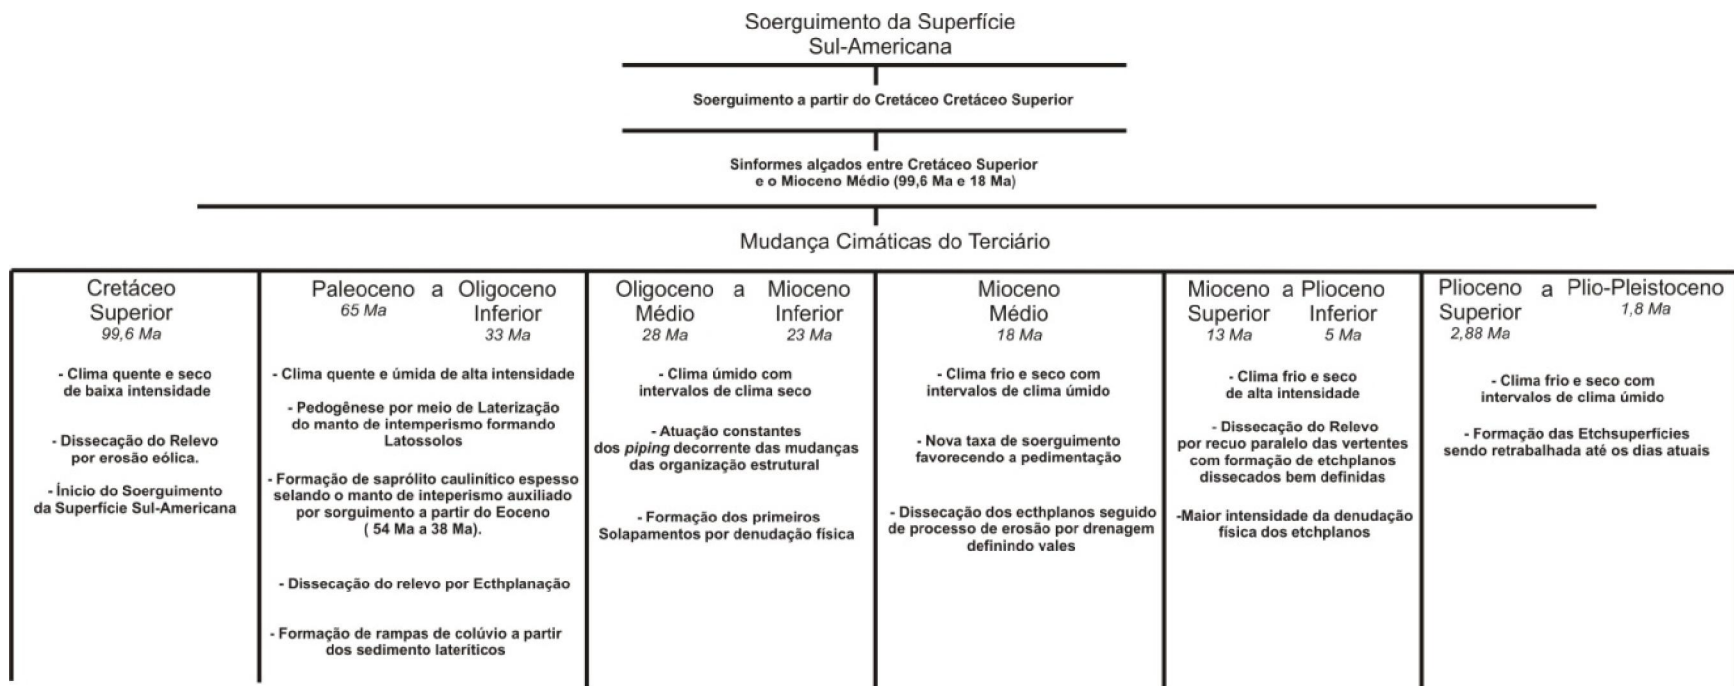 Soerguimento da Superfície
Sul-Americana
Soerguimento a partir do Cretáceo Cretáceo Superior
Sinformes alçados entre Cretáceo Superior
e o Mioceno Médio (99,6 Ma e 18 Ma)
Mudança Cimáticas do Terciário
Cretáceo
Superior
99,6 Ma
- Clima quente e seco
de baixa intensidade
- Dissecação do Relevo
por erosão eólica.
- Ínicio do Soerguimento
da Superfície Sul-Americana
Paleoceno a Oligoceno
65 Ma Inferior
33 Ma
- Clima quente e úmida de alta intensidade
- Pedogênese por meio de Laterização
do manto de intemperismo formando
Latossolos
- Formação de saprólito caulinítico espesso
selando o manto de inteperismo auxiliado
por sorguimento a partir do Eoceno
( 54 Ma a 38 Ma).
- Dissecação do relevo por Ecthplanação
- Formação de rampas de colúvio a partir
dos sedimento lateríticos
Oligoceno a Mioceno
Médio Inferior
28 Ma 23 Ma
- Clima úmido com
intervalos de clima seco
- Atuação constantes
dos piping decorrente das mudanças
das organização estrutural
- Formação dos primeiros
Solapamentos por denudação física
Mioceno
Médio
18 Ma
- Clima frio e seco com
intervalos de clima úmido
- Nova taxa de soerguimento
favorecendo a pedimentação
- Dissecação dos ecthplanos seguido
de processo de erosão por drenagem
definindo vales
Mioceno a Plioceno
Superior Inferior
13 Ma 5 Ma
- Clima frio e seco
de alta intensidade
- Dissecação do Relevo
por recuo paralelo das vertentes
com formação de etchplanos
dissecados bem definidas
-Maior intensidade da denudação
física dos etchplanos
Plioceno a Plio-Pleistoceno
Superior 1,8 Ma
2,88 Ma
- Clima frio e seco com
intervalos de clima úmido
- Formação das Etchsuperfícies
sendo retrabalhada até os dias atuais